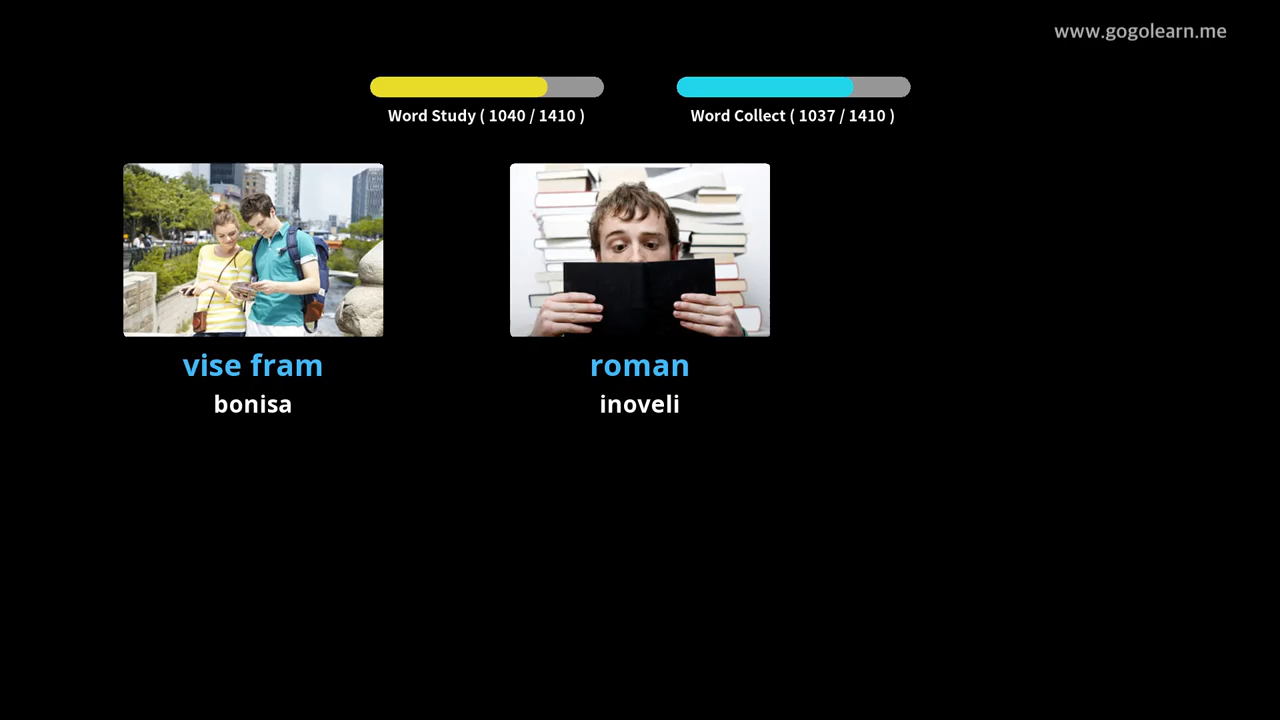 www.gogolearn.me
Word Study ( 1040 / 1410 )
Word Collect ( 1037 / 1410 )
vise fram
bonisa
roman
inoveli